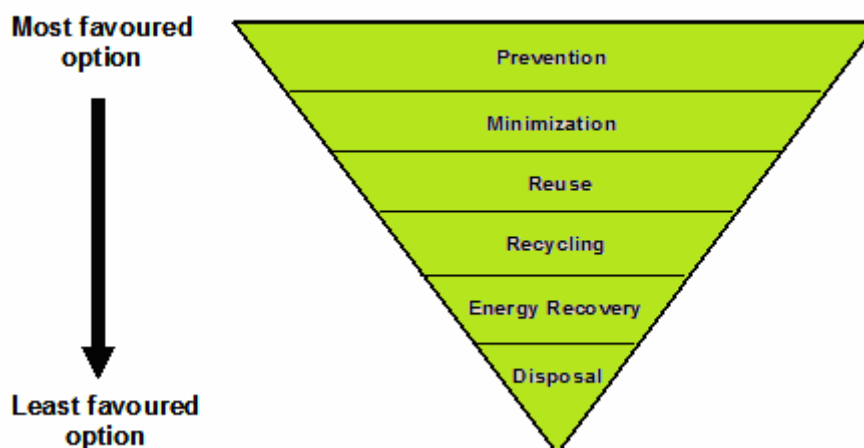 Most favoured
option
Prevention
Minimization
Reuse
Recycling
Energy Recovery
Disposal
Least favoured
option